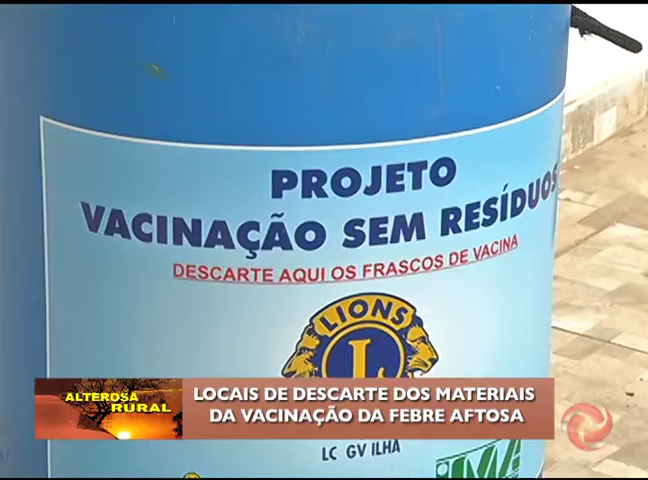 PROJETO
VACINAÇÃO SEM RESÍDUOS
DESCARTE AQUI OS FRASCOS DE VACINA
LIONS
L
ALTEROSA
RURAL
LOCAIS DE DESCARTE DOS MATERIAIS
DA VACINAÇÃO DA FEBRE AFTOSA
LC GV ILHA